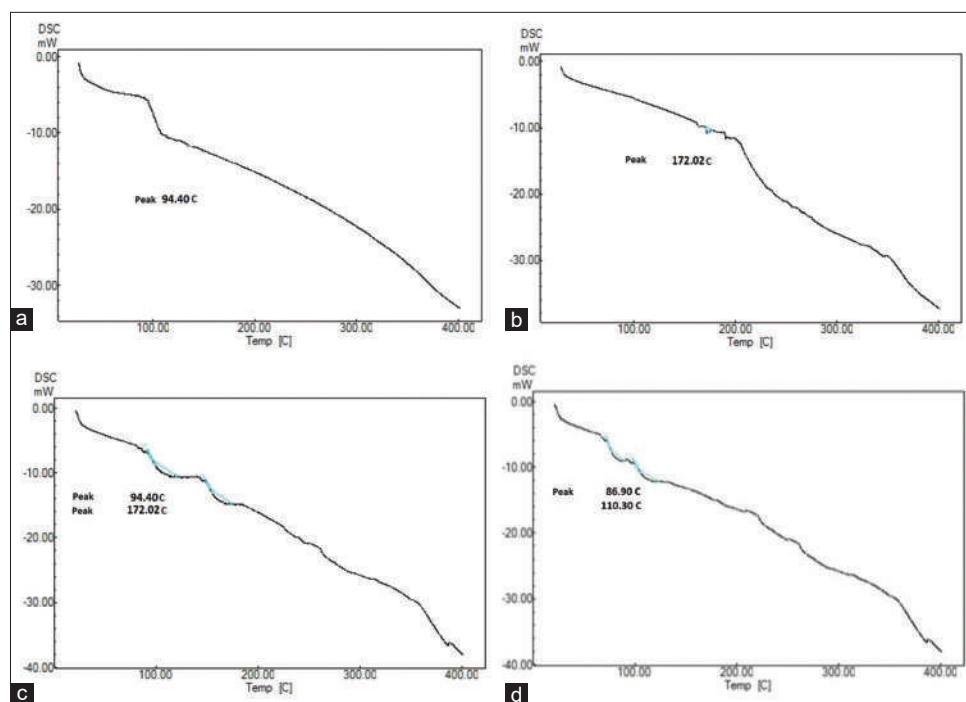 DSC
mW
0.00
-10.00
Peak 94.40 C
-20.00
-30.00
100.00 200.00 300.00 400.00
Temp [C]
a
DSC
mW
0.00
-10.00
Peak 172.02 C
-20.00
-30.00
100.00 200.00 300.00 400.00
Temp [C]
b
DSC
mW
0.00
-10.00
Peak 94.40 C
Peak 172.02 C
-20.00
-30.00
-40.00
100.00 200.00 300.00 400.00
Temp [C]
c
DSC
mW
0.00
-10.00
Peak 86.90 C
110.30 C
-20.00
-30.00
-40.00
100.00 200.00 300.00 400.00
Temp [C]
d